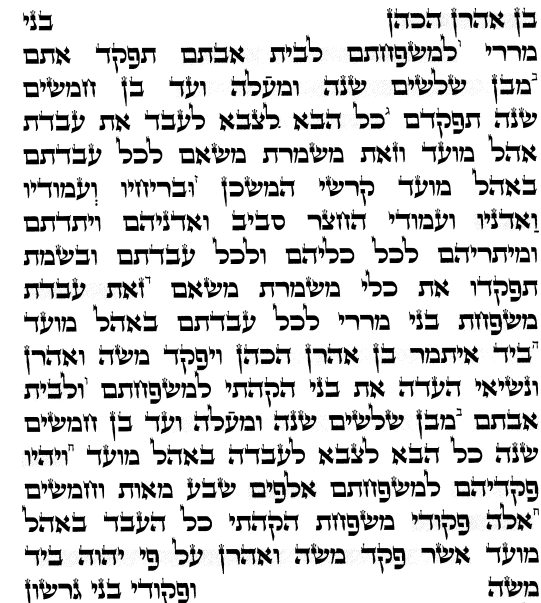 בן אהרן הכהן בני
מררי למשפחתם לבית אבתם תפקד אתם
מבן שלשים שנה ומעלה ועד בן חמשים
שנה תפקדם כל הבא לצבא לעבד את עבדת
אהל מועד וזאת משמרת משאם לכל עבדתם
באהל מועד קרשי המשכן ובריחיו ועמודיו
ואדניו ועמודי החצר סביב ואדניהם ויתדתם
ומיתריהם לכל כליהם ולכל עבדתם ובשמת
תפקדו את כלי משמרת משאם זאת עבדת
משפחת בני מררי לכל עבדתם באהל מועד
ביד איתמר בן אהרן הכהן ויפקד משה ואהרן
ונשיאי העדה את בני הקהתי למשפחתם ולבית
אבתם מבן שלשים שנה ומעלה ועד בן חמשים
שנה כל הבא לצבא לעבדה באהל מועד ויהיו
פקדיהם למשפחתם אלפים שבע מאות וחמשים
אלה פקודי משפחת הקהתי כל העבד באהל
מועד אשר פקד משה ואהרן על פי יהוה ביד
משה ופקודי בני גרשון